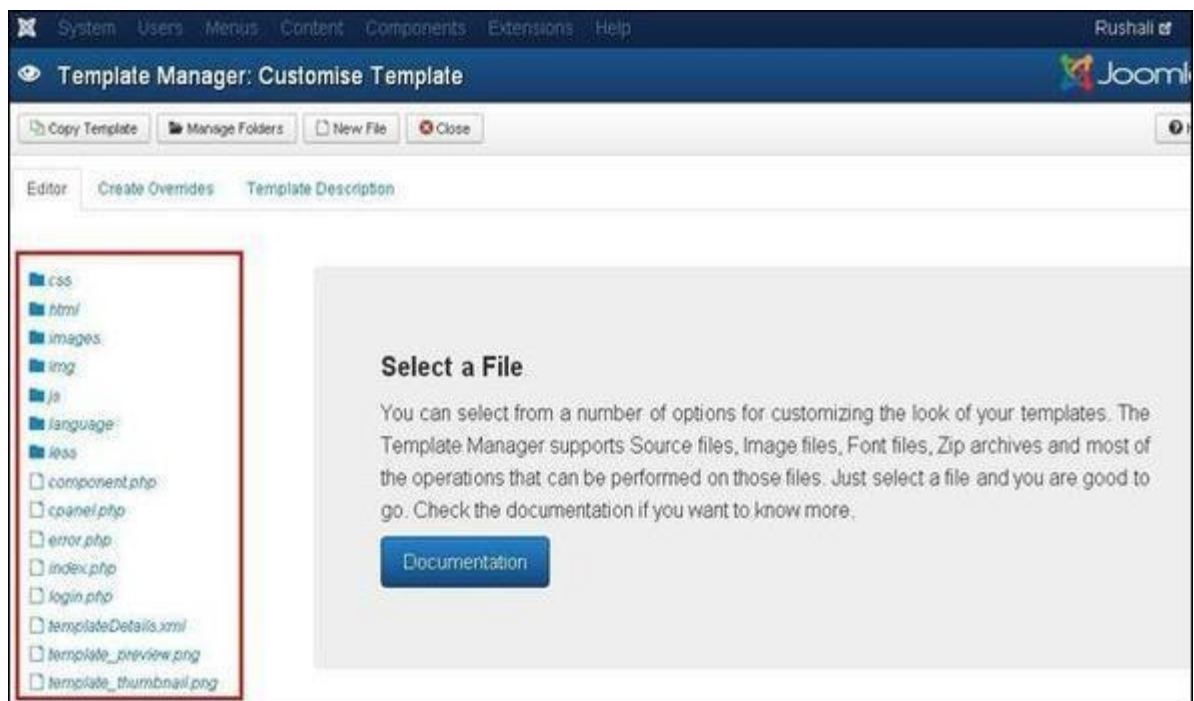 System Users Menus Content Components Extensions Help Rushali
Template Manager: Customise Template
Copy Template Manage Folders New File Close
Editor Create Overrides Template Description
css
html
images
img
js
language
less
component.php
cpanel.php
error.php
index.php
login.php
templateDetails.xml
template_preview.png
template_thumbnail.png
Select a File
You can select from a number of options for customizing the look of your templates. The
Template Manager supports Source files, Image files, Font files, Zip archives and most of
the operations that can be performed on those files. Just select a file and you are good to
go. Check the documentation if you want to know more.
Documentation